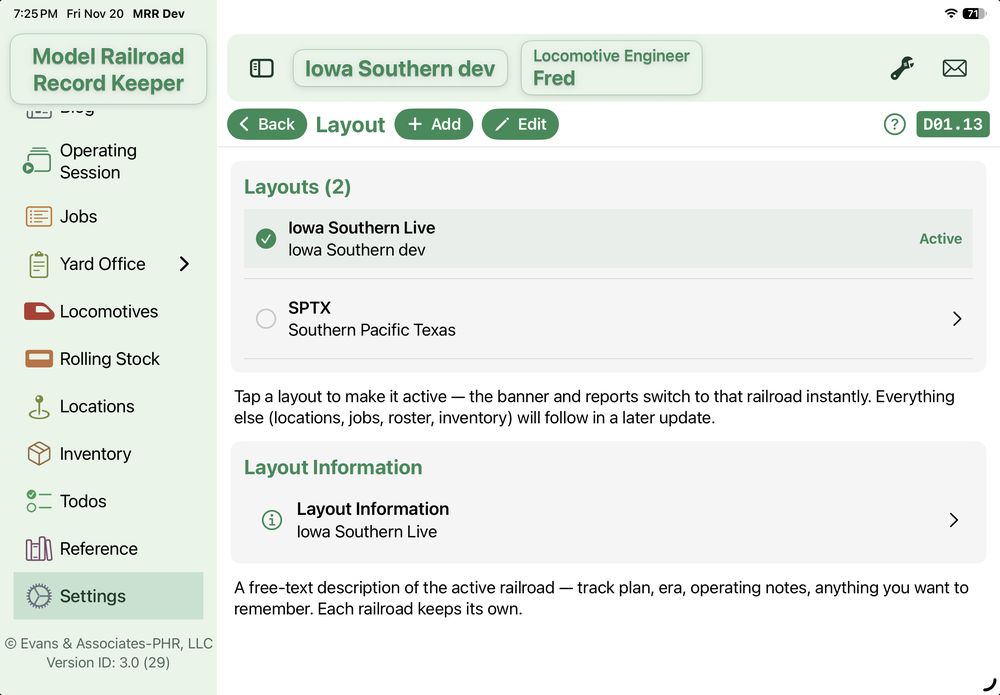 7:25 PM Fri Nov 20 MRR Dev
71
Model Railroad
Record Keeper
Blog
Operating
Session
Jobs
Yard Office
Locomotives
Rolling Stock
Locations
Inventory
Todos
Reference
Settings
© Evans & Associates-PHR, LLC
Version ID: 3.0 (29)
Iowa Southern dev
Locomotive Engineer
Fred
Back
Layout
Add
Edit
D01.13
Layouts (2)
Iowa Southern Live
Iowa Southern dev
Active
SPTX
Southern Pacific Texas
Tap a layout to make it active — the banner and reports switch to that railroad instantly. Everything
else (locations, jobs, roster, inventory) will follow in a later update.
Layout Information
Layout Information
Iowa Southern Live
A free-text description of the active railroad — track plan, era, operating notes, anything you want to
remember. Each railroad keeps its own.